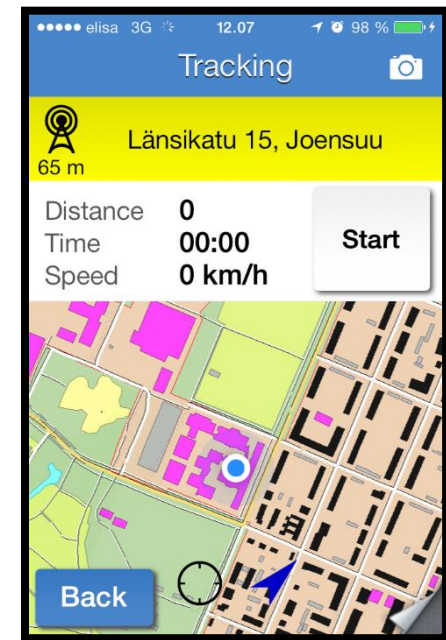 elisa 3G 12.07 98 %
Tracking
65 m
Länsikatu 15, Joensuu
Distance 0
Time 00:00
Speed 0 km/h
Start
Back